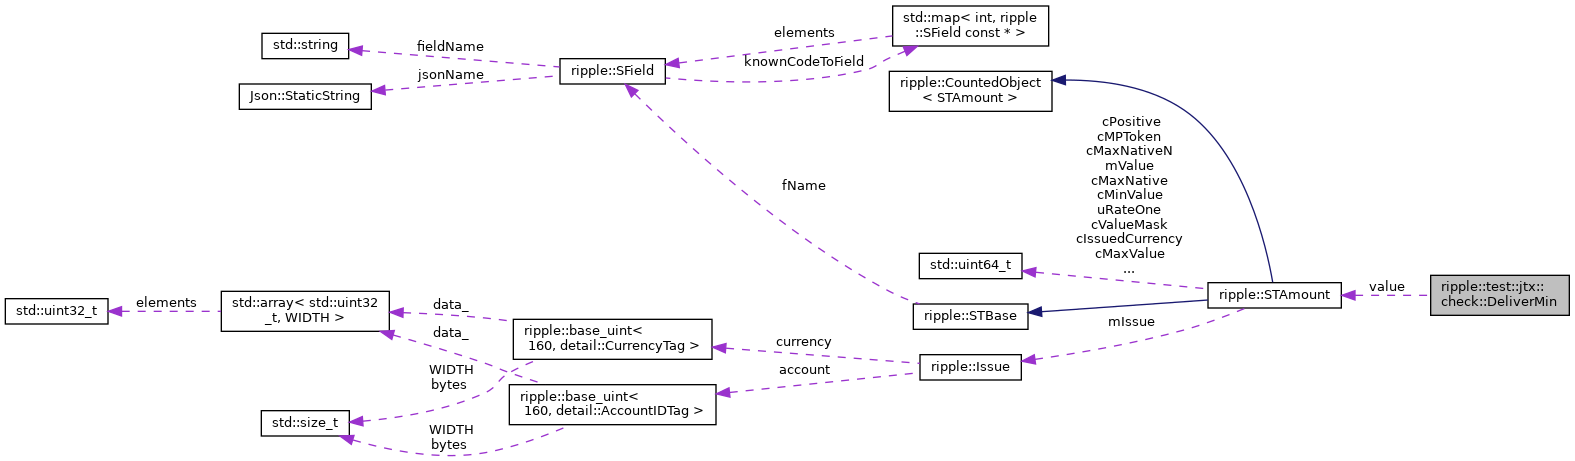 std::map< int, ripple
::SField const * >
std::string
fieldName
elements
ripple::SField
knownCodeToField
jsonName
Json::StaticString
ripple::CountedObject
< STAmount >
cPositive
cMPToken
cMaxNativeN
mValue
cMaxNative
cMinValue
uRateOne
cValueMask
cIssuedCurrency
cMaxValue
...
fName
std::uint64_t
ripple::STAmount
value
ripple::test::jtx::
check::DeliverMin
ripple::STBase
mIssue
std::uint32_t
elements
std::array< std::uint32
_t, WIDTH >
data_
data_
ripple::base_uint<
160, detail::CurrencyTag >
currency
ripple::Issue
account
WIDTH
bytes
ripple::base_uint<
160, detail::AccountIDTag >
std::size_t
WIDTH
bytes